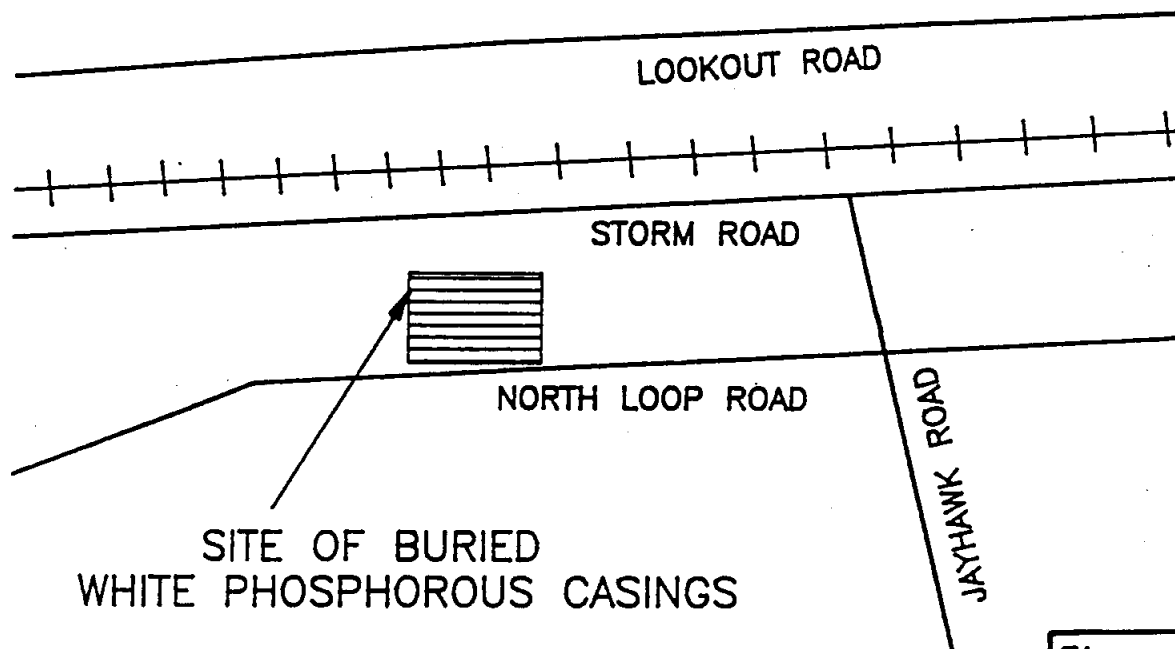 LOOKOUT ROAD
STORM ROAD
NORTH LOOP ROAD
JAYHAWK ROAD
SITE OF BURIED
WHITE PHOSPHOROUS CASINGS